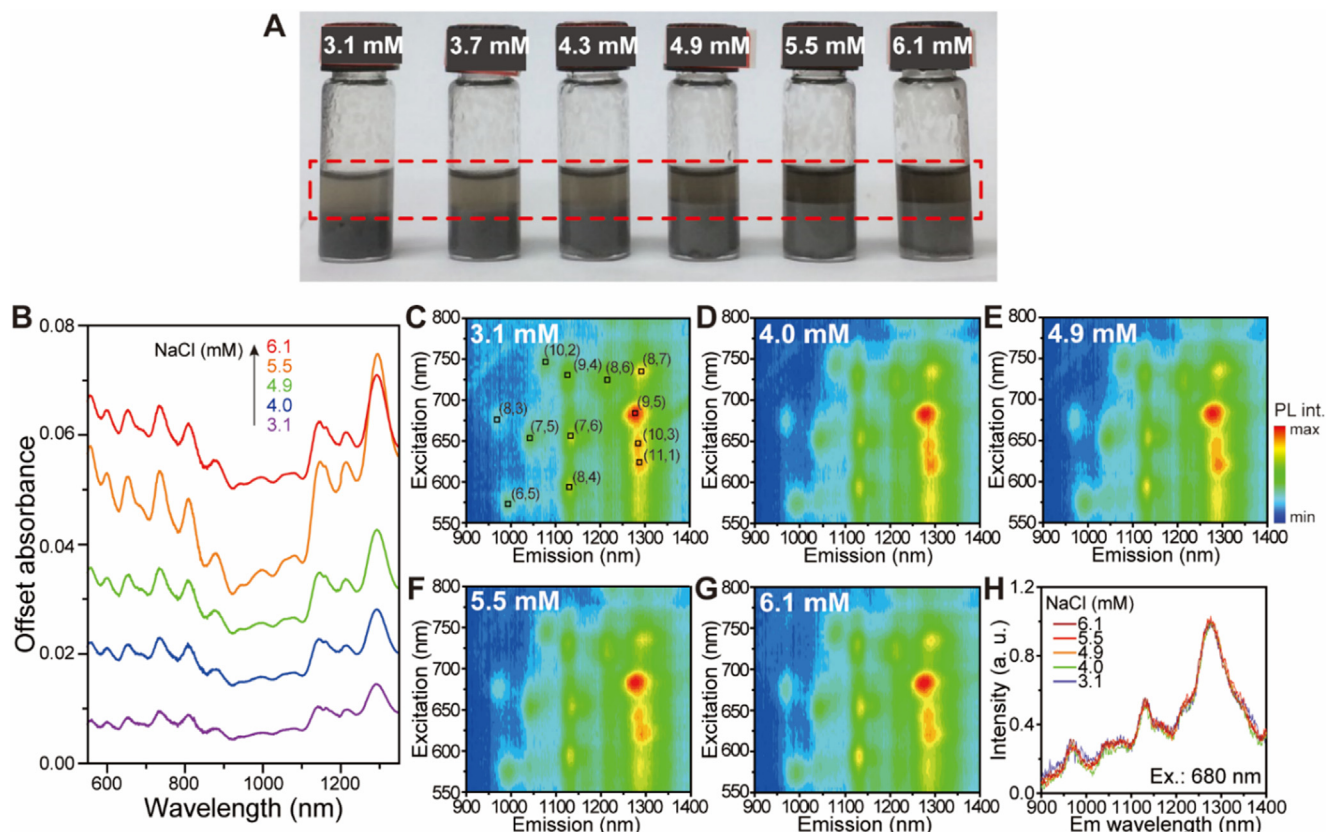 A
3.1 mM 3.7 mM 4.3 mM 4.9 mM 5.5 mM 6.1 mM
B
0.08
0.06
0.04
0.02
0.00
Offset absorbance
NaCl (mM)
6.1
5.5
4.9
4.0
3.1
600 800 1000 1200
Wavelength (nm)
C
3.1 mM
800
750
700
650
600
550
Excitation (nm)
(10,2)
(9,4)
(8,6)
(8,7)
(8,3)
(9,5)
(7,5)
(7,6)
(10,3)
(11,1)
(8,4)
(6,5)
900 1000 1100 1200 1300 1400
Emission (nm)
D
4.0 mM
800
750
700
650
600
550
Excitation (nm)
900 1000 1100 1200 1300 1400
Emission (nm)
E
4.9 mM
800
750
700
650
600
550
Excitation (nm)
900 1000 1100 1200 1300 1400
Emission (nm)
PL int.
max
min
F
5.5 mM
800
750
700
650
600
550
Excitation (nm)
900 1000 1100 1200 1300 1400
Emission (nm)
G
6.1 mM
800
750
700
650
600
550
Excitation (nm)
900 1000 1100 1200 1300 1400
Emission (nm)
H
1.2
0.8
0.4
0.0
Intensity (a. u.)
NaCl (mM)
6.1
5.5
4.9
4.0
3.1
Ex.: 680 nm
900 1000 1100 1200 1300 1400
Em wavelength (nm)